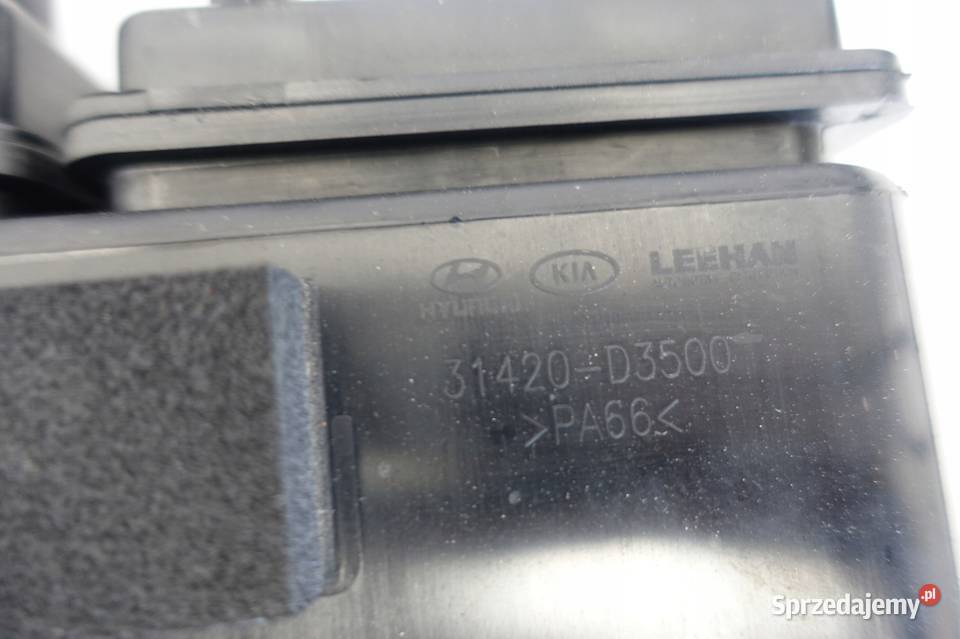 HYUNDAI KIA LEEHAN
31420-D3500
>PA66<
Sprzedajemy.pl